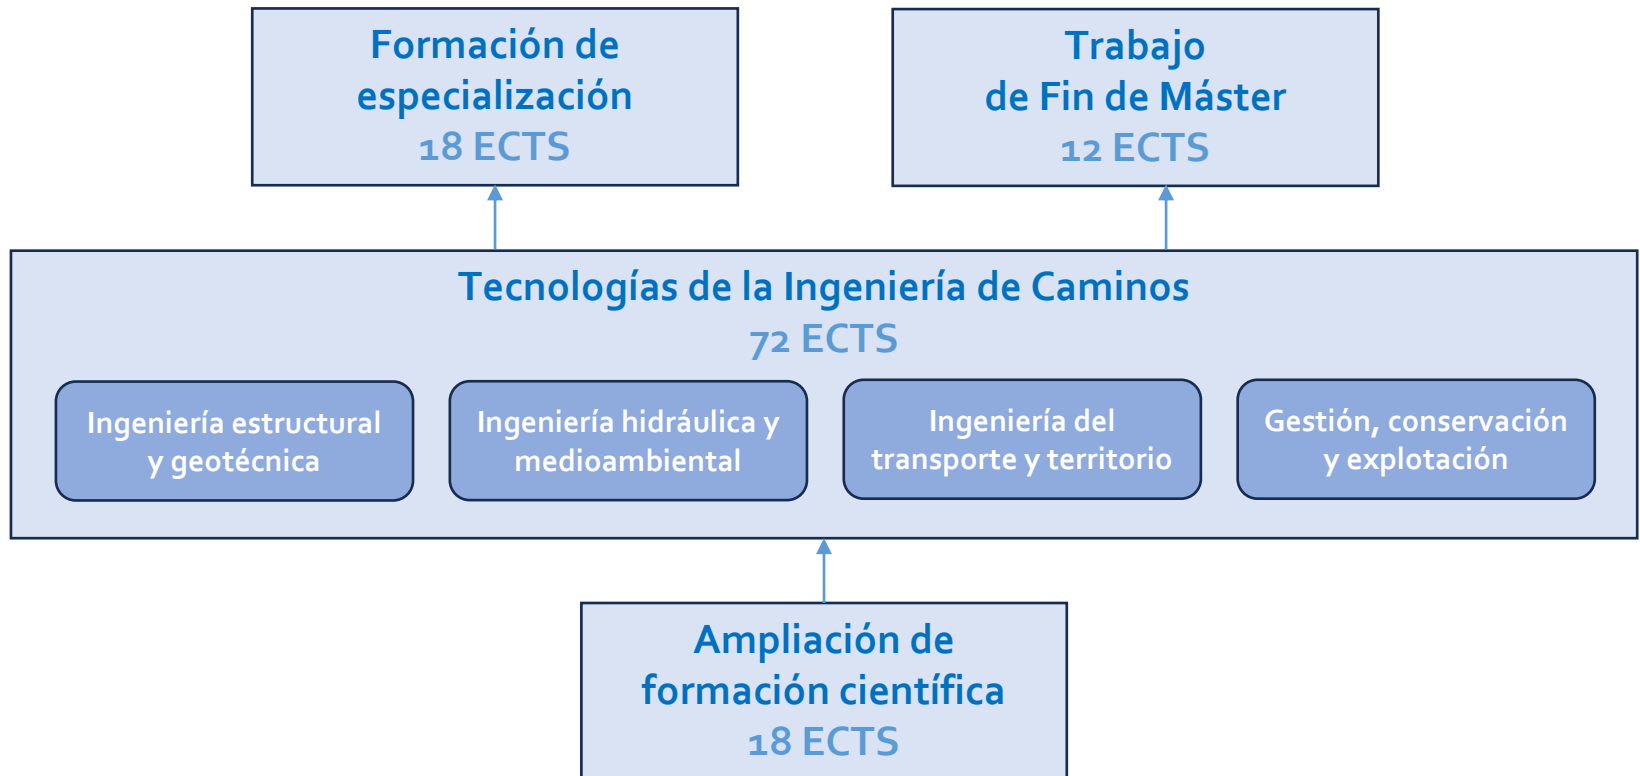 Formación de
especialización
18 ECTS
Trabajo
de Fin de Máster
12 ECTS
Tecnologías de la Ingeniería de Caminos
72 ECTS
Ingeniería estructural
y geotécnica
Ingeniería hidráulica y
medioambiental
Ingeniería del
transporte y territorio
Gestión, conservación
y explotación
Ampliación de
formación científica
18 ECTS